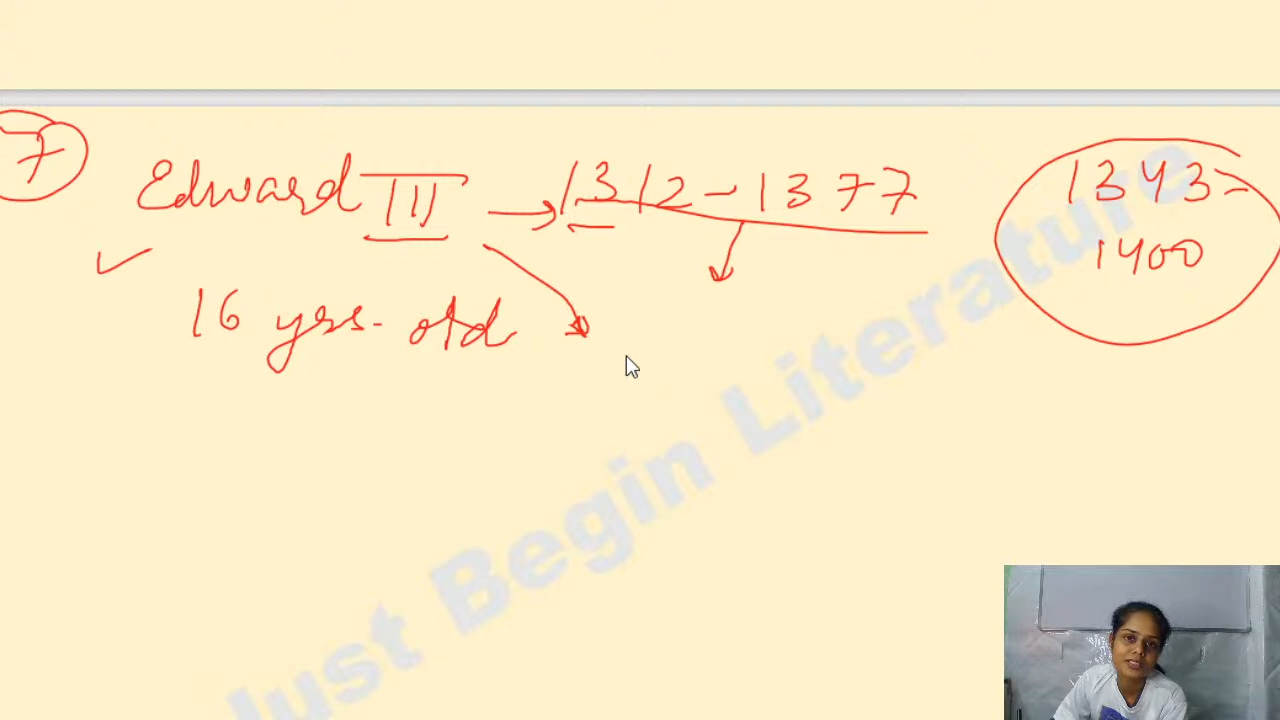 7
Edward III → 1312-1377
1343-
1400
16 yrs. old
Just Begin Literature